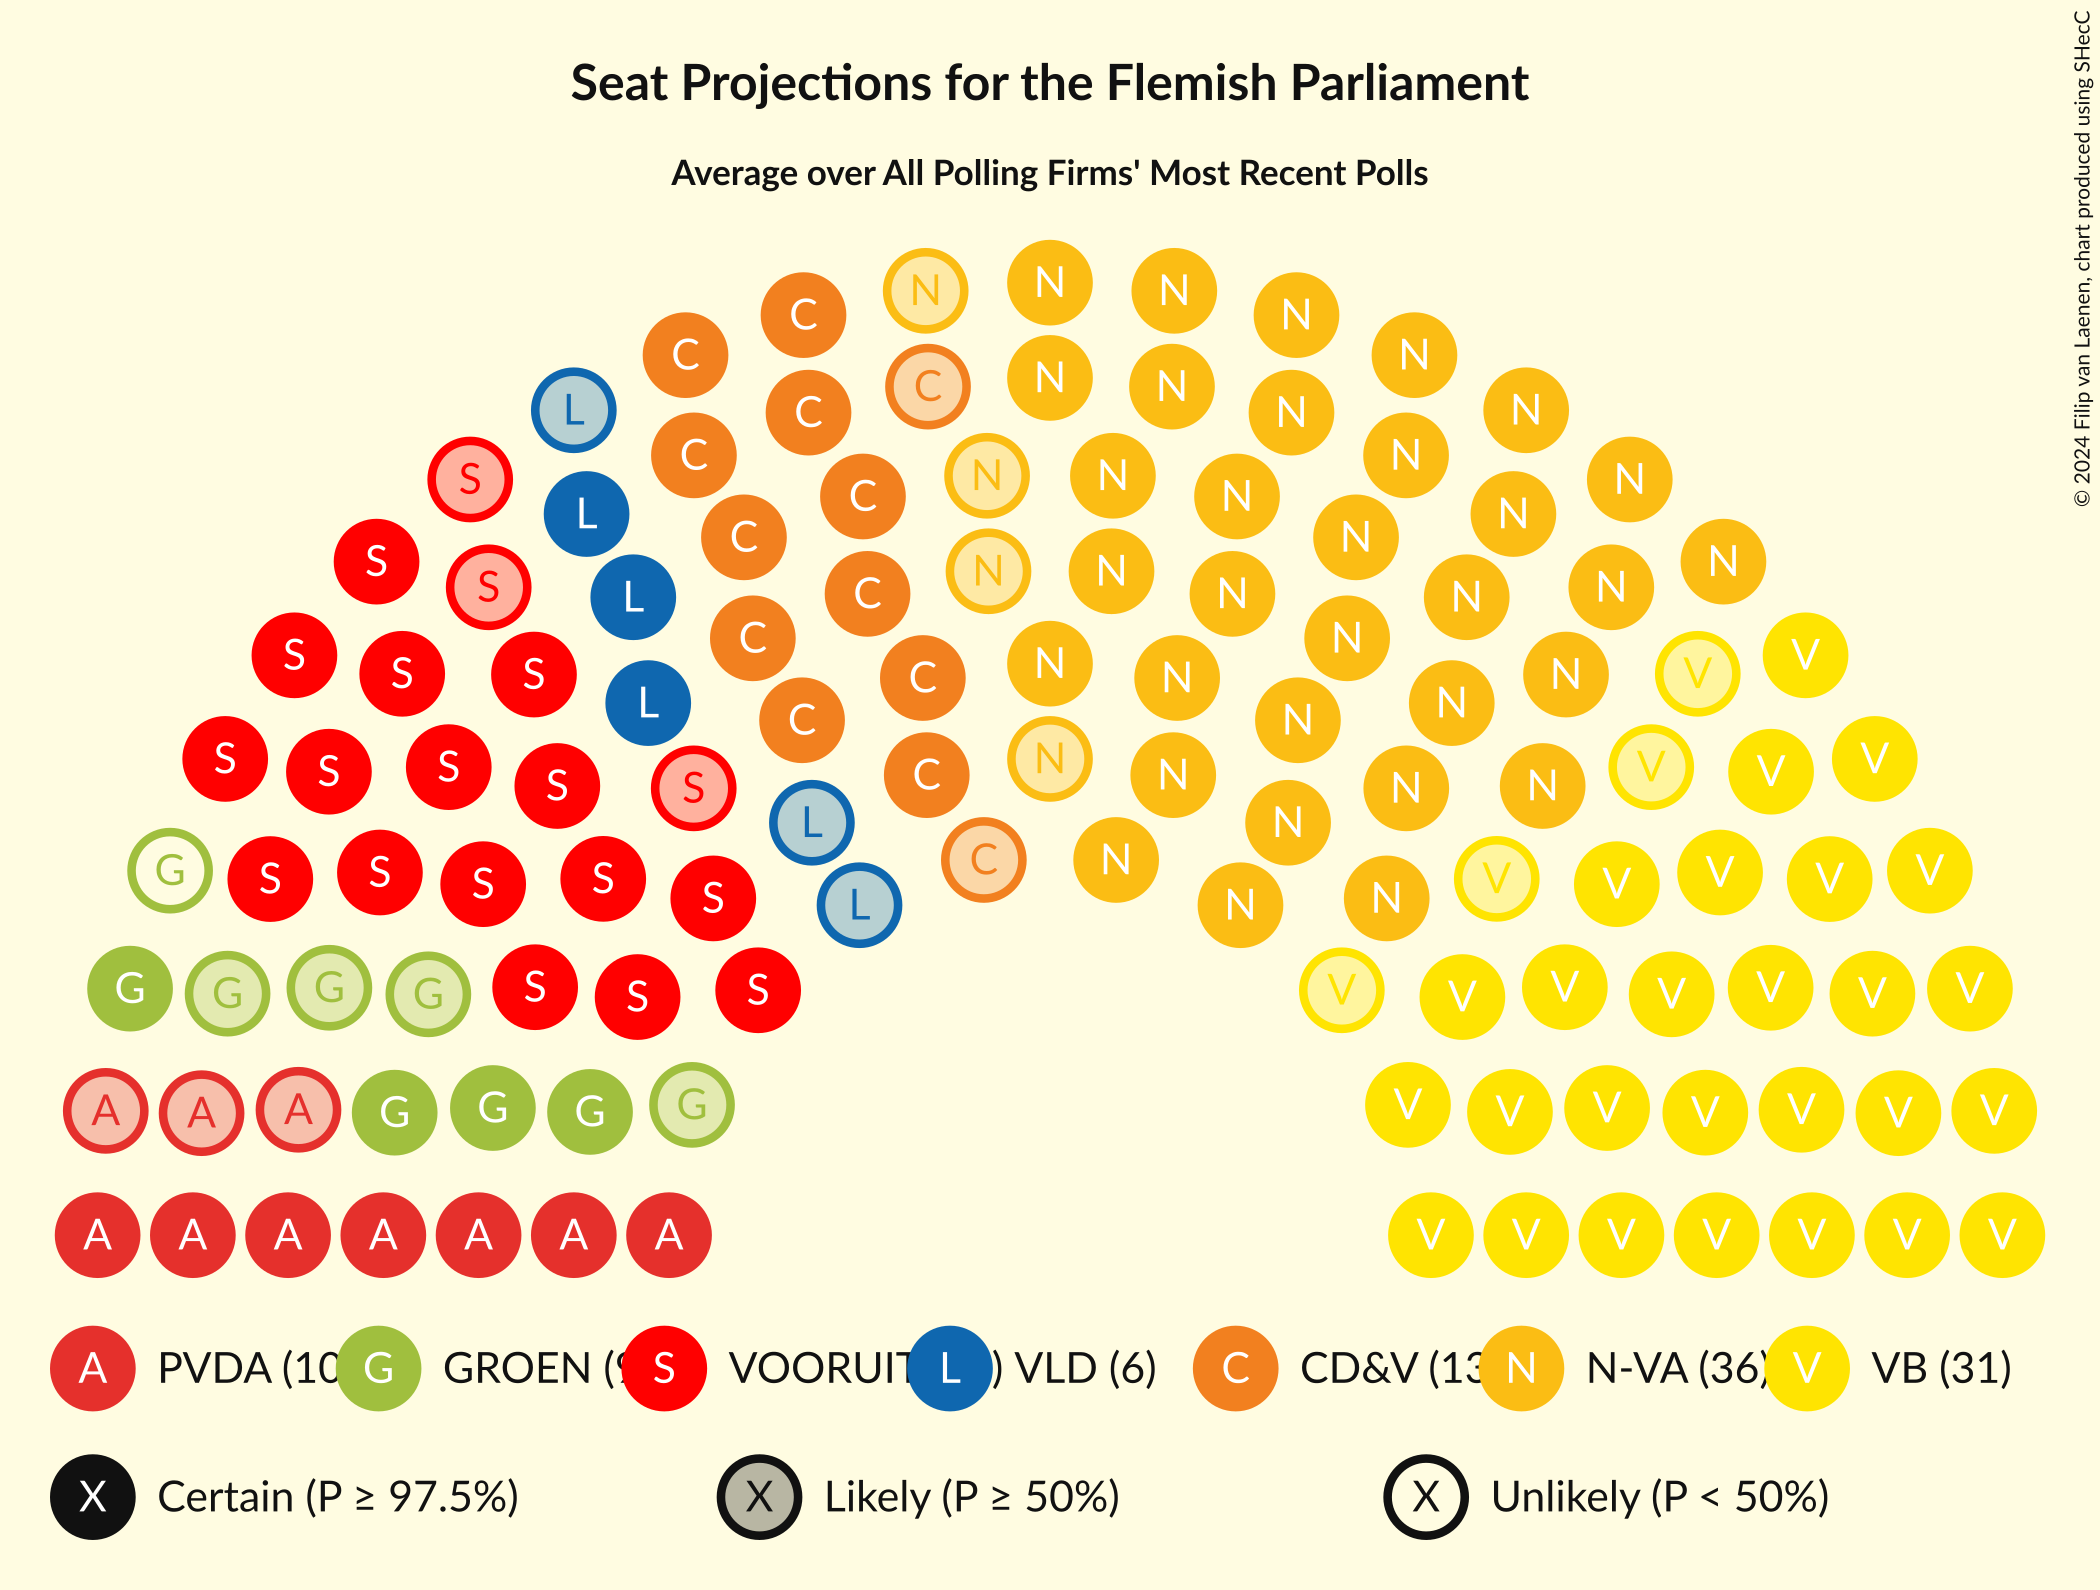 Seat Projections for the Flemish Parliament
Average over All Polling Firms' Most Recent Polls
© 2024 Filip van Laenen, chart produced using SHecC
N N N
C N
C N
C N N
L C N N
C N
S C N N N N
L N
C N
S N N N
S L C N N N
C N
S N V
S S C N N V
L N
C N
S S S C N N V V V
S S N N
L N
C N
G S S S S V V V V V
S L N N
G G G G S S S V V V V V V V
A A A G G G G V V V V V V V
A A A A A A A V V V V V V V
A PVDA (10 G GROEN ( S VOORUIT L ) VLD (6) C CD&V (13 N N-VA (36) V VB (31)
X Certain (P ≥ 97.5%) X Likely (P ≥ 50%) X Unlikely (P < 50%)